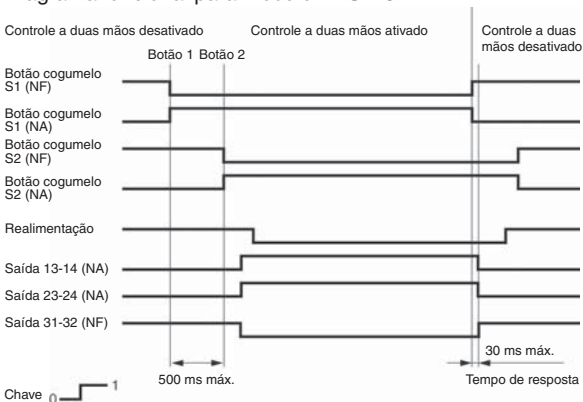 Controle a duas mãos desativado
Controle a duas mãos ativado
Controle a duas
mãos desativado
Botão 1 Botão 2
Botão cogumelo
S1 (NF)
Botão cogumelo
S1 (NA)
Botão cogumelo
S2 (NF)
Botão cogumelo
S2 (NA)
Realimentação
Saída 13-14 (NA)
Saída 23-24 (NA)
Saída 31-32 (NF)
30 ms máx.
500 ms máx.
Tempo de resposta
Chave 0 1